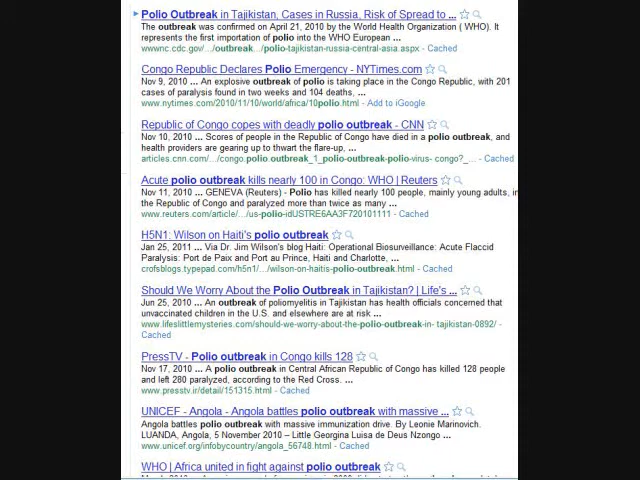 Polio Outbreak in Tajikistan, Cases in Russia, Risk of Spread to ...
The outbreak was confirmed on April 21, 2010 by the World Health Organization ( WHO). It
represents the first importation of polio into the WHO European ...
wwwnc.cdc.gov/.../outbreak.../polio-tajikistan-russia-central-asia.aspx - Cached
Congo Republic Declares Polio Emergency - NYTimes.com
Nov 9, 2010 ... An explosive outbreak of polio is taking place in the Congo Republic, with 201
cases of paralysis found in two weeks and 104 deaths, ...
www.nytimes.com/2010/11/10/world/africa/10polio.html - Add to iGoogle
Republic of Congo copes with deadly polio outbreak - CNN
Nov 10, 2010 ... Scores of people in the Republic of Congo have died in a polio outbreak, and
health providers are gearing up to thwart the flare-up, ...
articles.cnn.com/.../congo.polio.outbreak_1_polio-outbreak-polio-virus- congo?_... - Cached
Acute polio outbreak kills nearly 100 in Congo: WHO | Reuters
Nov 11, 2010 ... GENEVA (Reuters) - Polio has killed nearly 100 people, mainly young adults, in
the Republic of Congo and paralyzed more than twice as many ...
www.reuters.com/article/.../us-polio-idUSTRE6AA3F720101111 - Cached
H5N1: Wilson on Haiti's polio outbreak
Jan 25, 2011 ... Via Dr. Jim Wilson's blog Haiti: Operational Biosurveillance: Acute Flaccid
Paralysis: Port de Paix and Port au Prince, Haiti and Charlotte, ...
crofsblogs.typepad.com/h5n1/.../wilson-on-haitis-polio-outbreak.html - Cached
Should We Worry About the Polio Outbreak in Tajikistan? | Life's ...
Jun 25, 2010 ... An outbreak of poliomyelitis in Tajikistan has health officials concerned that
unvaccinated children in the U.S. and elsewhere are at risk ...
www.lifeslittlemysteries.com/should-we-worry-about-the-polio-outbreak-in- tajikistan-0892/ -
Cached
PressTV - Polio outbreak in Congo kills 128
Nov 17, 2010 ... A polio outbreak in Central African Republic of Congo has killed 128 people
and left 280 paralyzed, according to the Red Cross. ...
www.presstv.ir/detail/151315.html - Cached
UNICEF - Angola - Angola battles polio outbreak with massive ...
Angola battles polio outbreak with massive immunization drive. By Leonie Marinovich.
LUANDA, Angola, 5 November 2010 – Little Georgina Luisa de Deus Nzongo ...
www.unicef.org/infobycountry/angola_56748.html - Cached
WHO | Africa united in fight against polio outbreak